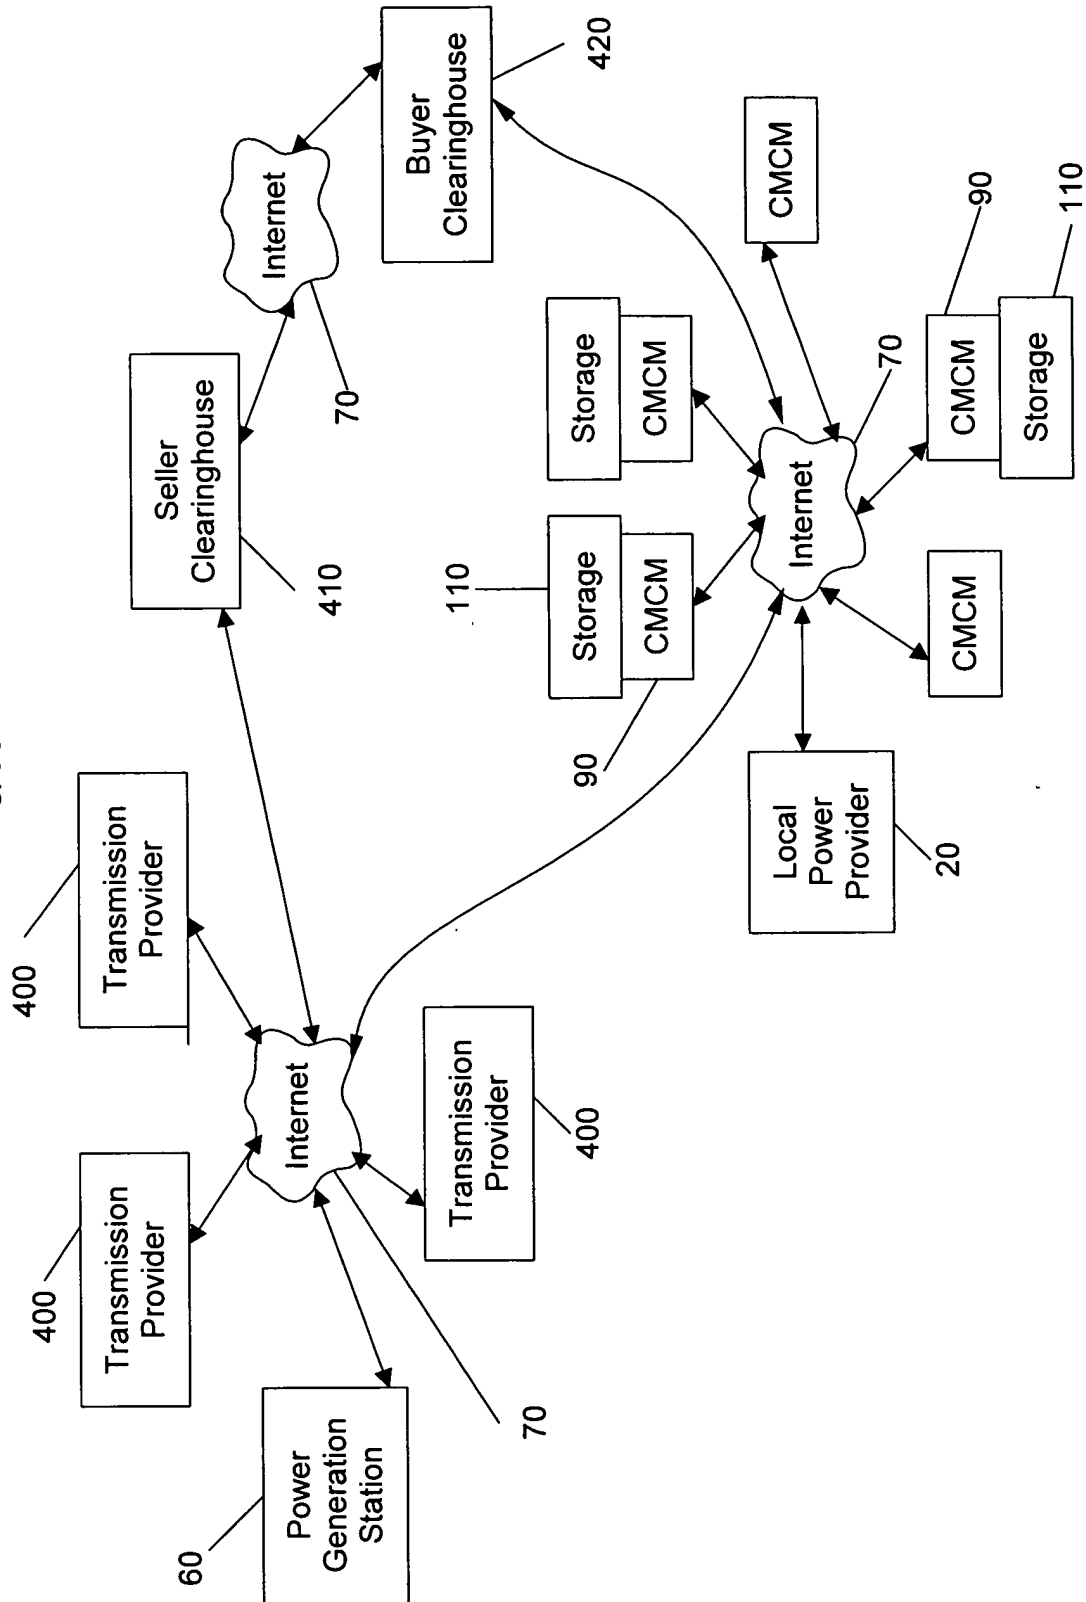 400
400
Transmission
Provider
Transmission
Provider
60
Seller
Clearinghouse
Internet
Internet
410
70
Power
Generation
Station
Buyer
Clearinghouse
420
110
Transmission
Provider
70
400
90
Storage
CMCM
Storage
CMCM
CMCM
Local
Power
Provider
Internet
70
20
CMCM
CMCM
90
Storage
110